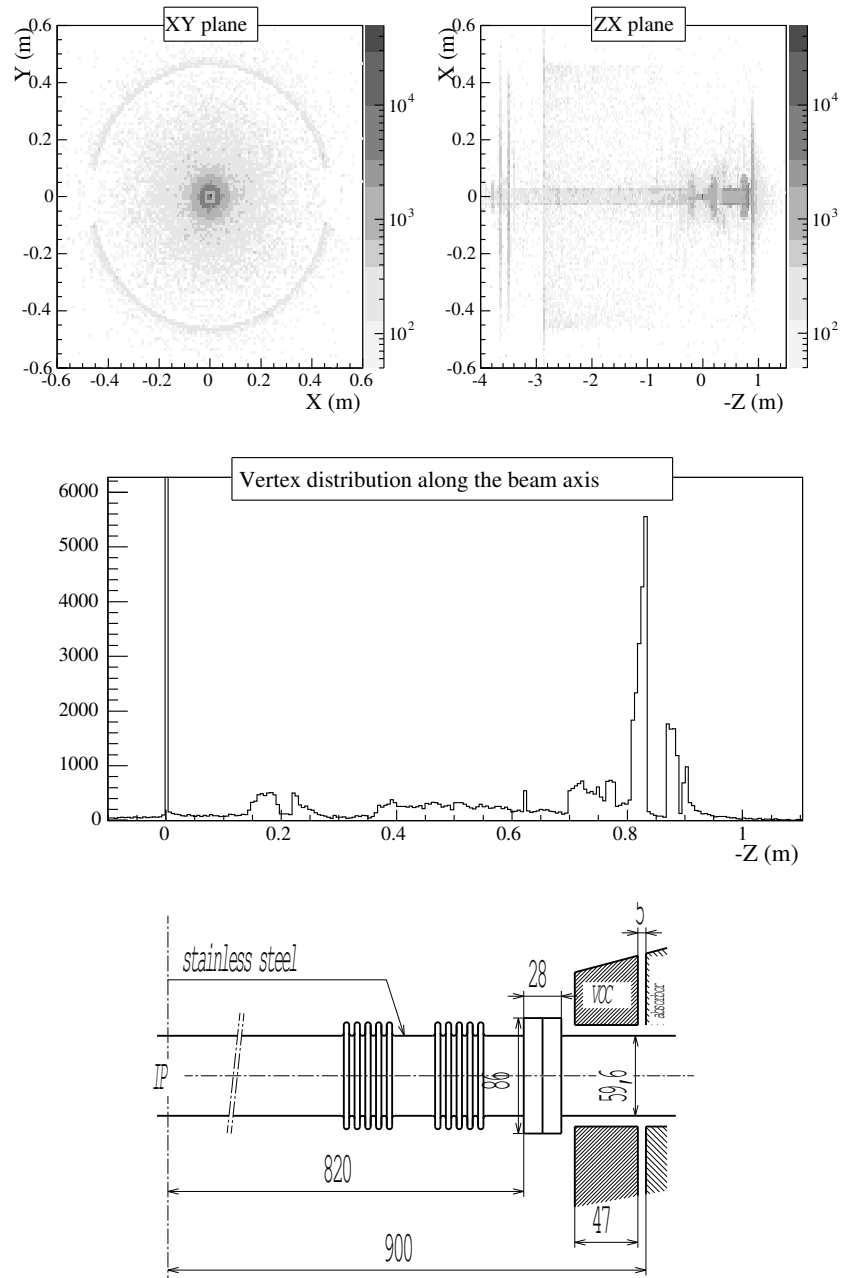 XY plane
Y (m)
0.6
0.4
0.2
0
-0.2
-0.4
-0.6
-0.6 -0.4 -0.2 0 0.2 0.4 0.6
X (m)
10^4
10^3
10^2
ZX plane
X (m)
0.6
0.4
0.2
0
-0.2
-0.4
-0.6
-4 -3 -2 -1 0 1
-Z (m)
10^4
10^3
10^2
Vertex distribution along the beam axis
6000
5000
4000
3000
2000
1000
0
0 0.2 0.4 0.6 0.8 1
-Z (m)
5
stainless steel
28
VOC
absorbor
IP
86
59,6
820
47
900